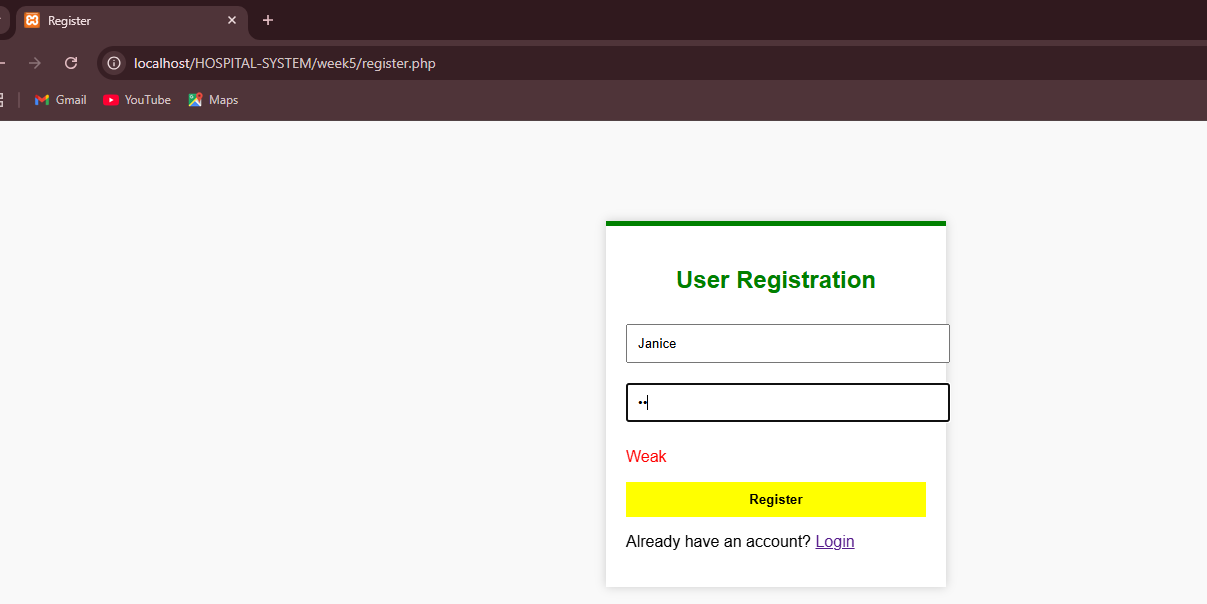 Register
localhost/HOSPITAL-SYSTEM/week5/register.php
Gmail YouTube Maps
User Registration
Janice
••
Weak
Register
Already have an account? Login